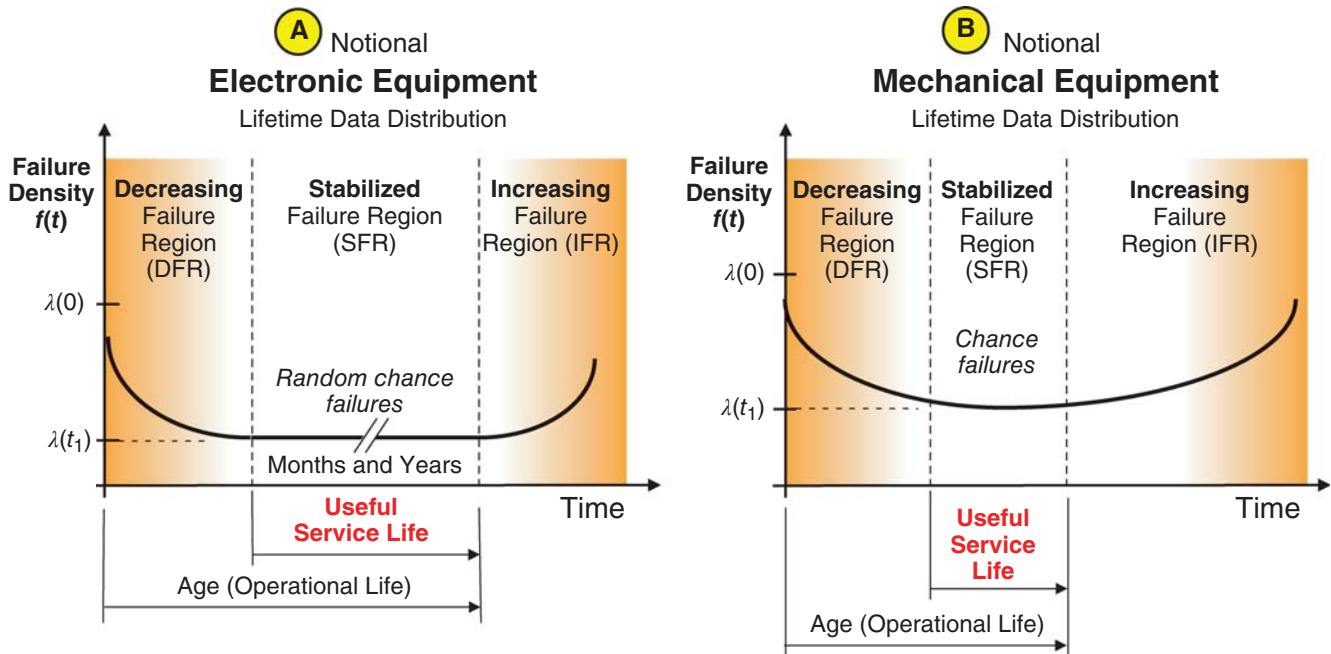 A
Notional
Electronic Equipment
Lifetime Data Distribution
Failure
Density
f(t)
Decreasing
Failure
Region
(DFR)
Stabilized
Failure Region
(SFR)
Increasing
Failure
Region (IFR)
λ(0)
Random chance
failures
λ(t1)
Months and Years
Time
Useful
Service Life
Age (Operational Life)
B
Notional
Mechanical Equipment
Lifetime Data Distribution
Failure
Density
f(t)
Decreasing
Failure
Region
(DFR)
Stabilized
Failure
Region
(SFR)
Increasing
Failure
Region (IFR)
λ(0)
Chance
failures
λ(t1)
Time
Useful
Service
Life
Age (Operational Life)